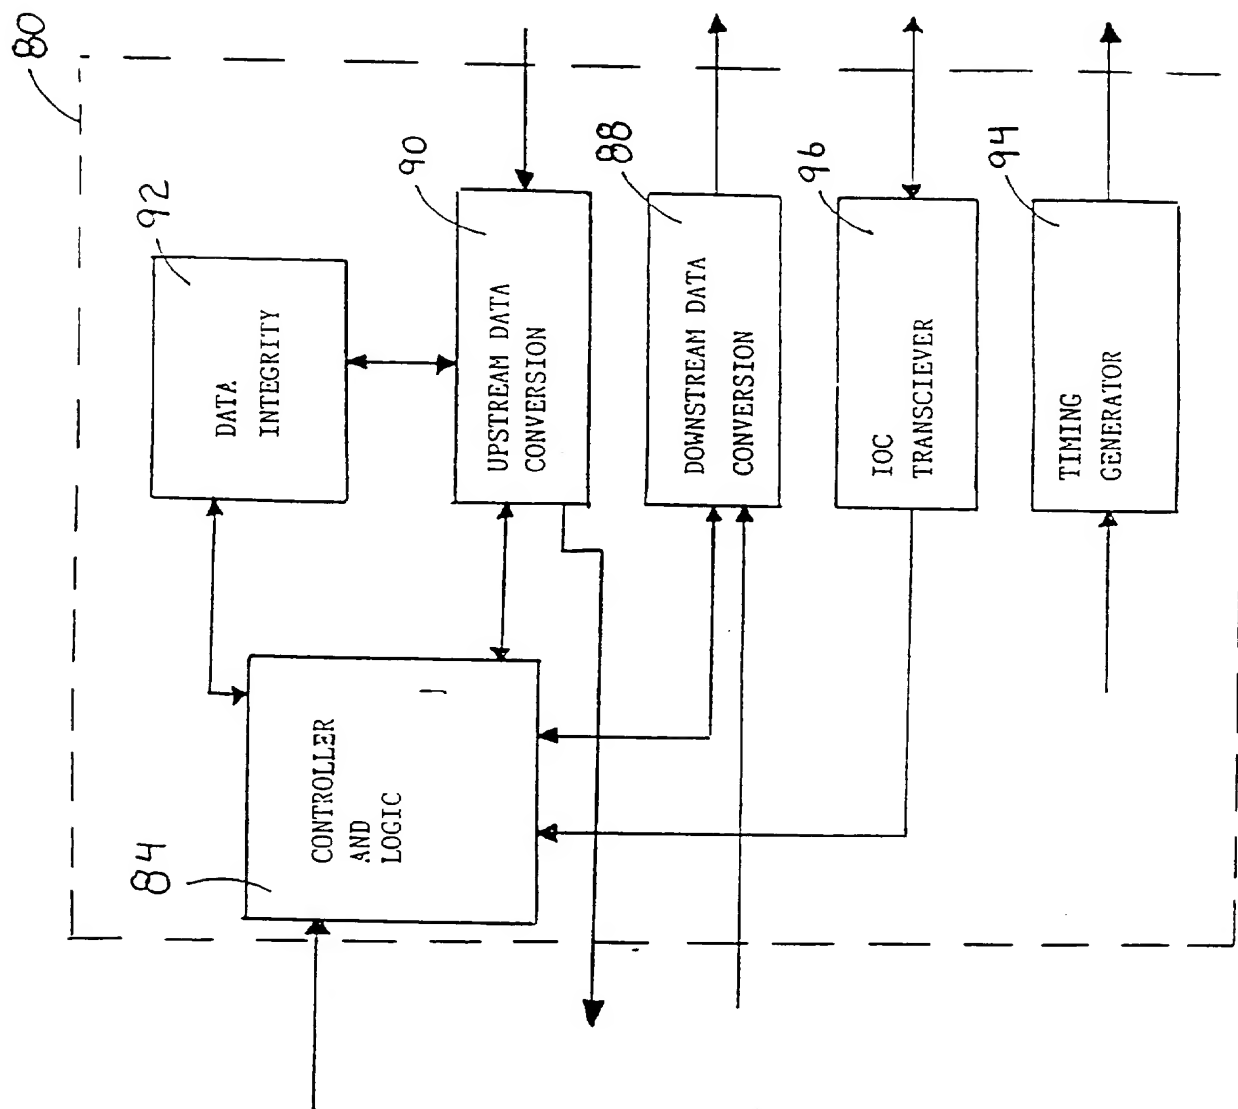 80
92
DATA
INTEGRITY
90
UPSTREAM DATA
CONVERSION
88
DOWNSTREAM DATA
CONVERSION
96
IOC
TRANSCIEVER
94
TIMING
GENERATOR
84
CONTROLLER
AND
LOGIC